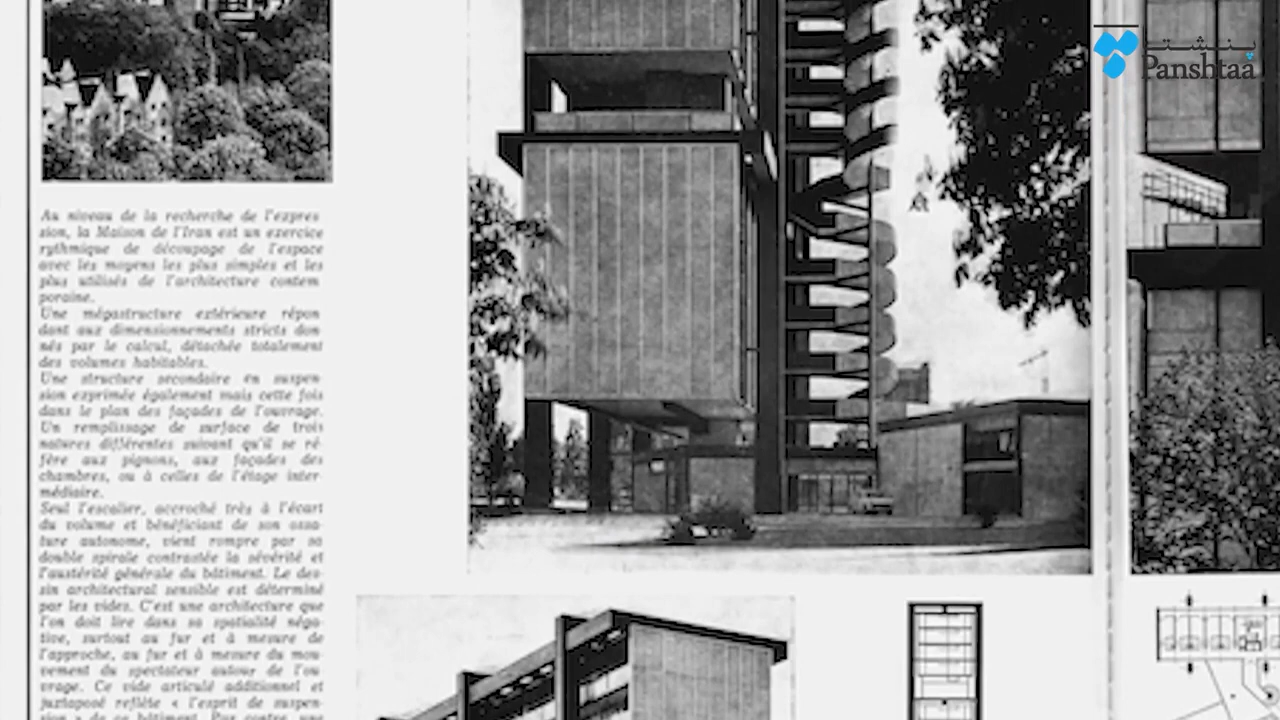 پنشتے
Panshtaa
Au niveau de la recherche de l'expres
sion, la Maison de l'Iran est un exercice
rythmique de découpage de l'espace
avec les moyens les plus simples et les
plus utilisés de l'architecture contem
poraine.
Une mégastructure extérieure répon
dant aux dimensionnements stricts don-
nés par le calcul, détachée totalement
des volumes habitables.
Une structure secondaire en suspen-
sion exprimée également mais cette fois
dans le plan des façades de l'ouvrage.
Un remplissage de surface de trois
natures différentes suivant qu'il se ré-
fère aux pignons, aux façades des
chambres, ou à celles de l'étage inter-
médiaire.
Seul l'escalier, accroché très à l'écart
du volume et bénéficiant de son ossa-
ture autonome, vient rompre par sa
double spirale contrastée la sévérité et
l'austérité générale du bâtiment. Le des-
sin architectural sensible est déterminé
par les vides. C'est une architecture que
l'on doit lire dans sa spatialité néga-
tive, surtout au fur et à mesure de
l'approche, au fur et à mesure du mou-
vement du spectateur autour de l'ou-
vrage. Ce vide articulé additionnel et
juxtaposé reflète « l'esprit de suspen-
sion » de ce bâtiment. Par contre, une